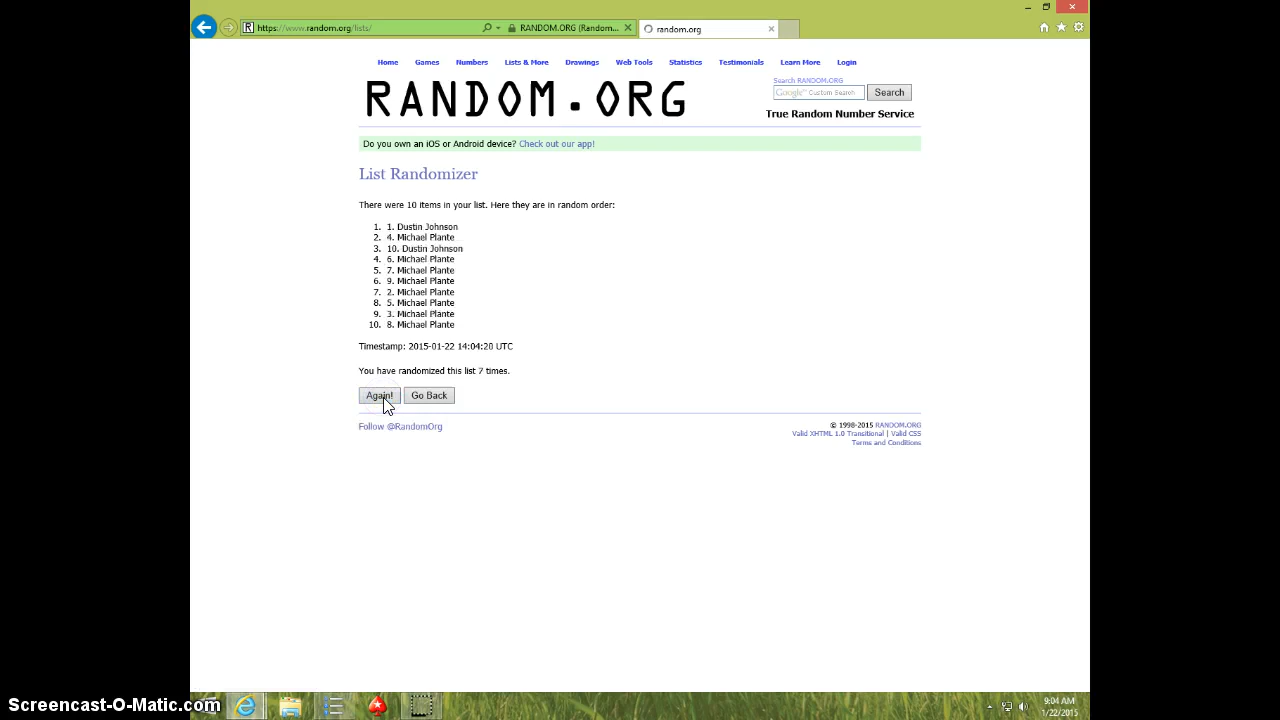 https://www.random.org/lists/
RANDOM.ORG (Random...
random.org
Home Games Numbers Lists & More Drawings Web Tools Statistics Testimonials Learn More Login
RANDOM.ORG
Search RANDOM.ORG
Google™ Custom Search
Search
True Random Number Service
Do you own an iOS or Android device? Check out our app!
List Randomizer
There were 10 items in your list. Here they are in random order:
1. 1. Dustin Johnson
2. 4. Michael Plante
3. 10. Dustin Johnson
4. 6. Michael Plante
5. 7. Michael Plante
6. 9. Michael Plante
7. 2. Michael Plante
8. 5. Michael Plante
9. 3. Michael Plante
10. 8. Michael Plante
Timestamp: 2015-01-22 14:04:20 UTC
You have randomized this list 7 times.
Again! Go Back
Follow @RandomOrg
© 1998-2015 RANDOM.ORG
Valid XHTML 1.0 Transitional | Valid CSS
Terms and Conditions
Screencast-O-Matic.com
9:04 AM
1/22/2015